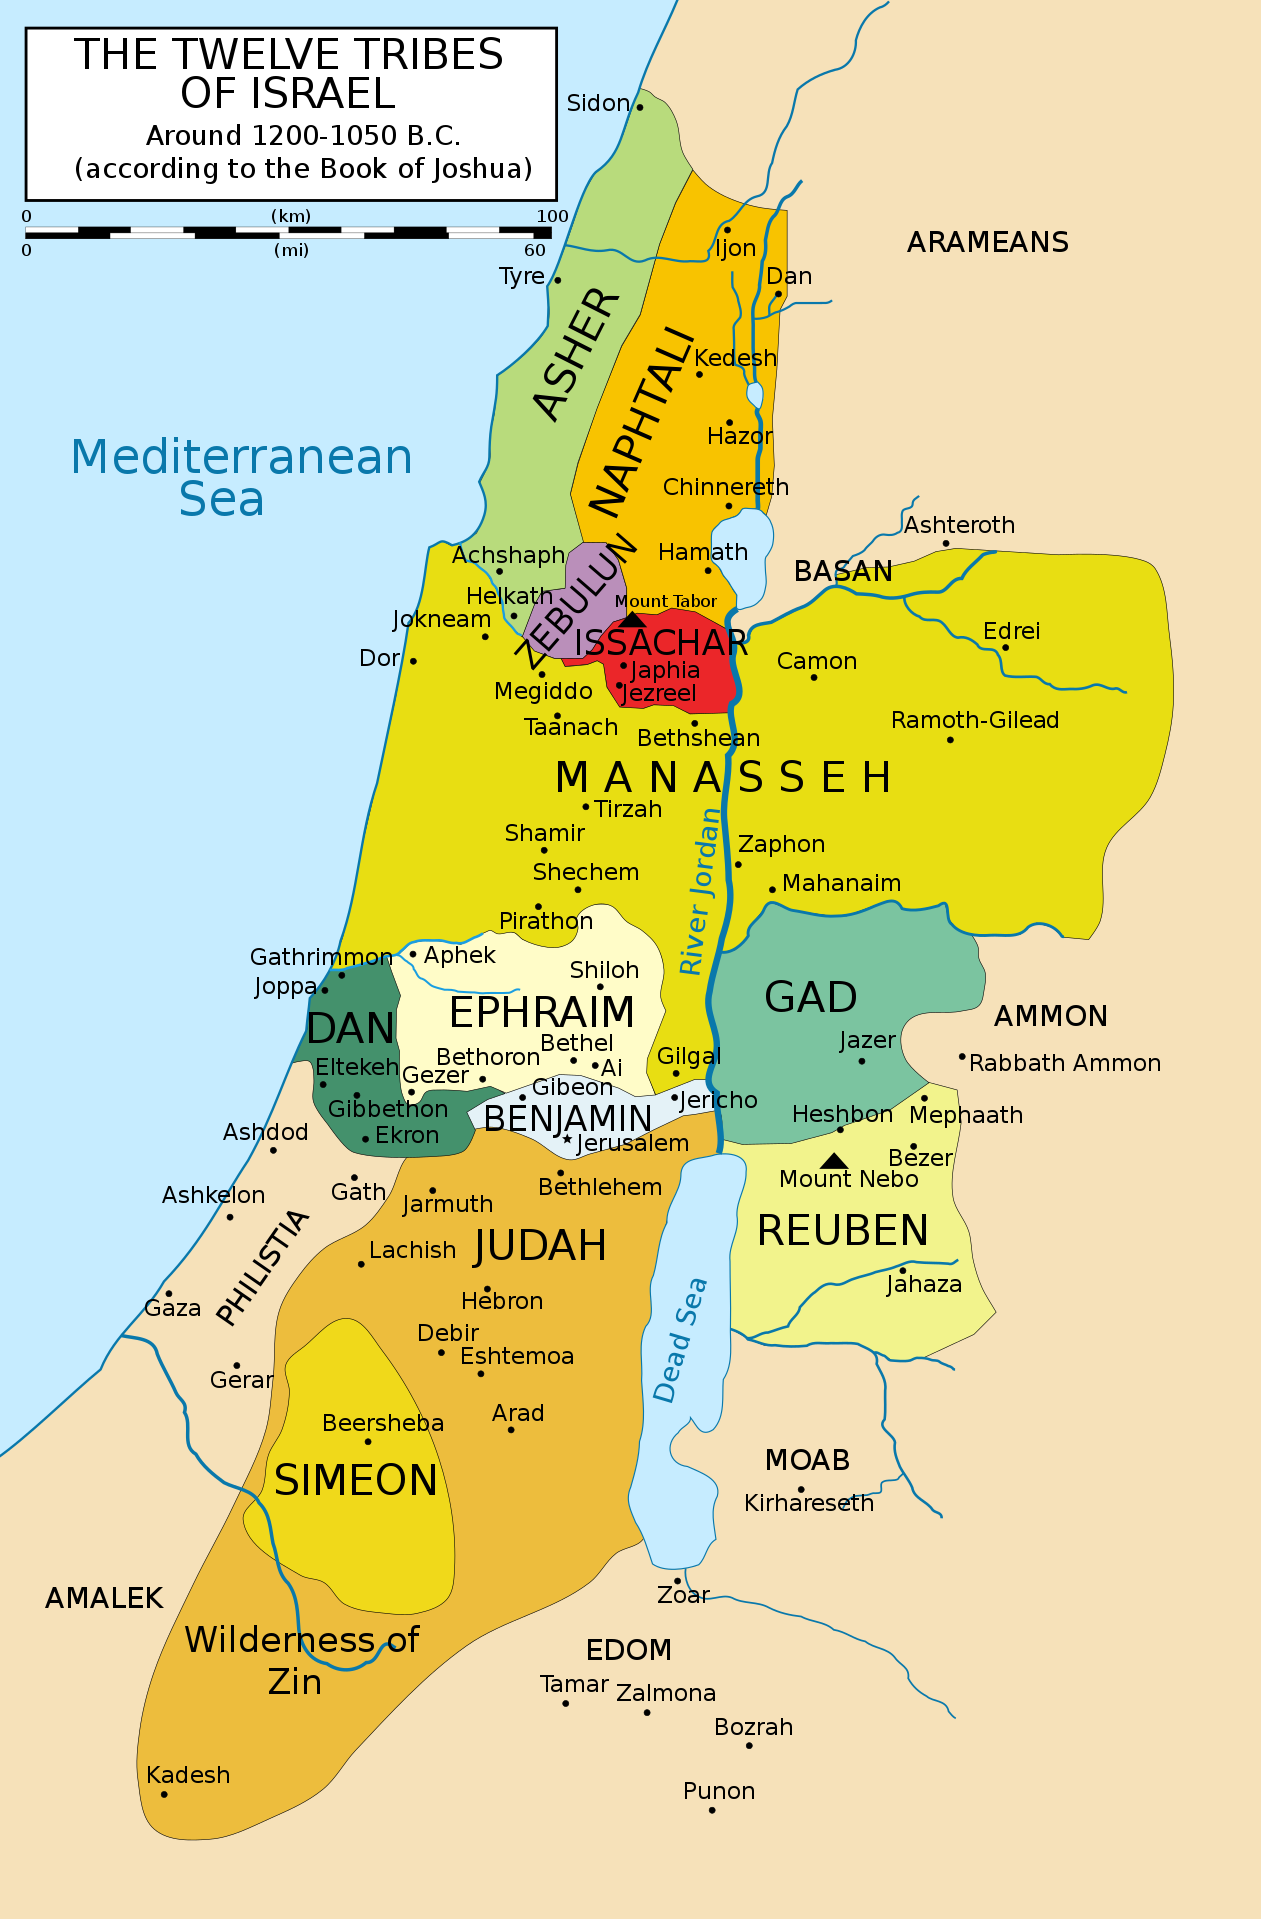 THE TWELVE TRIBES
OF ISRAEL
Around 1200-1050 B.C.
(according to the Book of Joshua)
0 (km) 100
0 (mi) 60
Sidon
ARAMEANS
Ijon
Tyre
Dan
ASHER
NAPHTALI
Kedesh
Hazor
Mediterranean
Sea
Chinnereth
Ashteroth
Achshaph
Hamath
BASAN
ZEBULUN
Helkath
Mount Tabor
Jokneam
Edrei
ISSACHAR
Dor
Camon
Japhia
Megiddo
Jezreel
Ramoth-Gilead
Taanach
Bethshean
MANASSEH
Tirzah
Shamir
River Jordan
Zaphon
Shechem
Mahanaim
Pirathon
Gathrimmon
Aphek
Joppa
Shiloh
GAD
EPHRAIM
AMMON
DAN
Jazer
Bethel
Bethoron
Gilgal
Rabbath Ammon
Eltekeh
Ai
Gezer
Gibeon
Jericho
Gibbethon
BENJAMIN
Heshbon
Mephaath
Ashdod
Ekron
Jerusalem
Bezer
Mount Nebo
Bethlehem
Gath
Ashkelon
Jarmuth
REUBEN
JUDAH
Lachish
PHILISTIA
Jahaza
Hebron
Gaza
Dead Sea
Debir
Eshtemoa
Gerar
Arad
Beersheba
MOAB
SIMEON
Kirhareseth
AMALEK
Zoar
Wilderness of
Zin
EDOM
Tamar
Zalmona
Bozrah
Kadesh
Punon